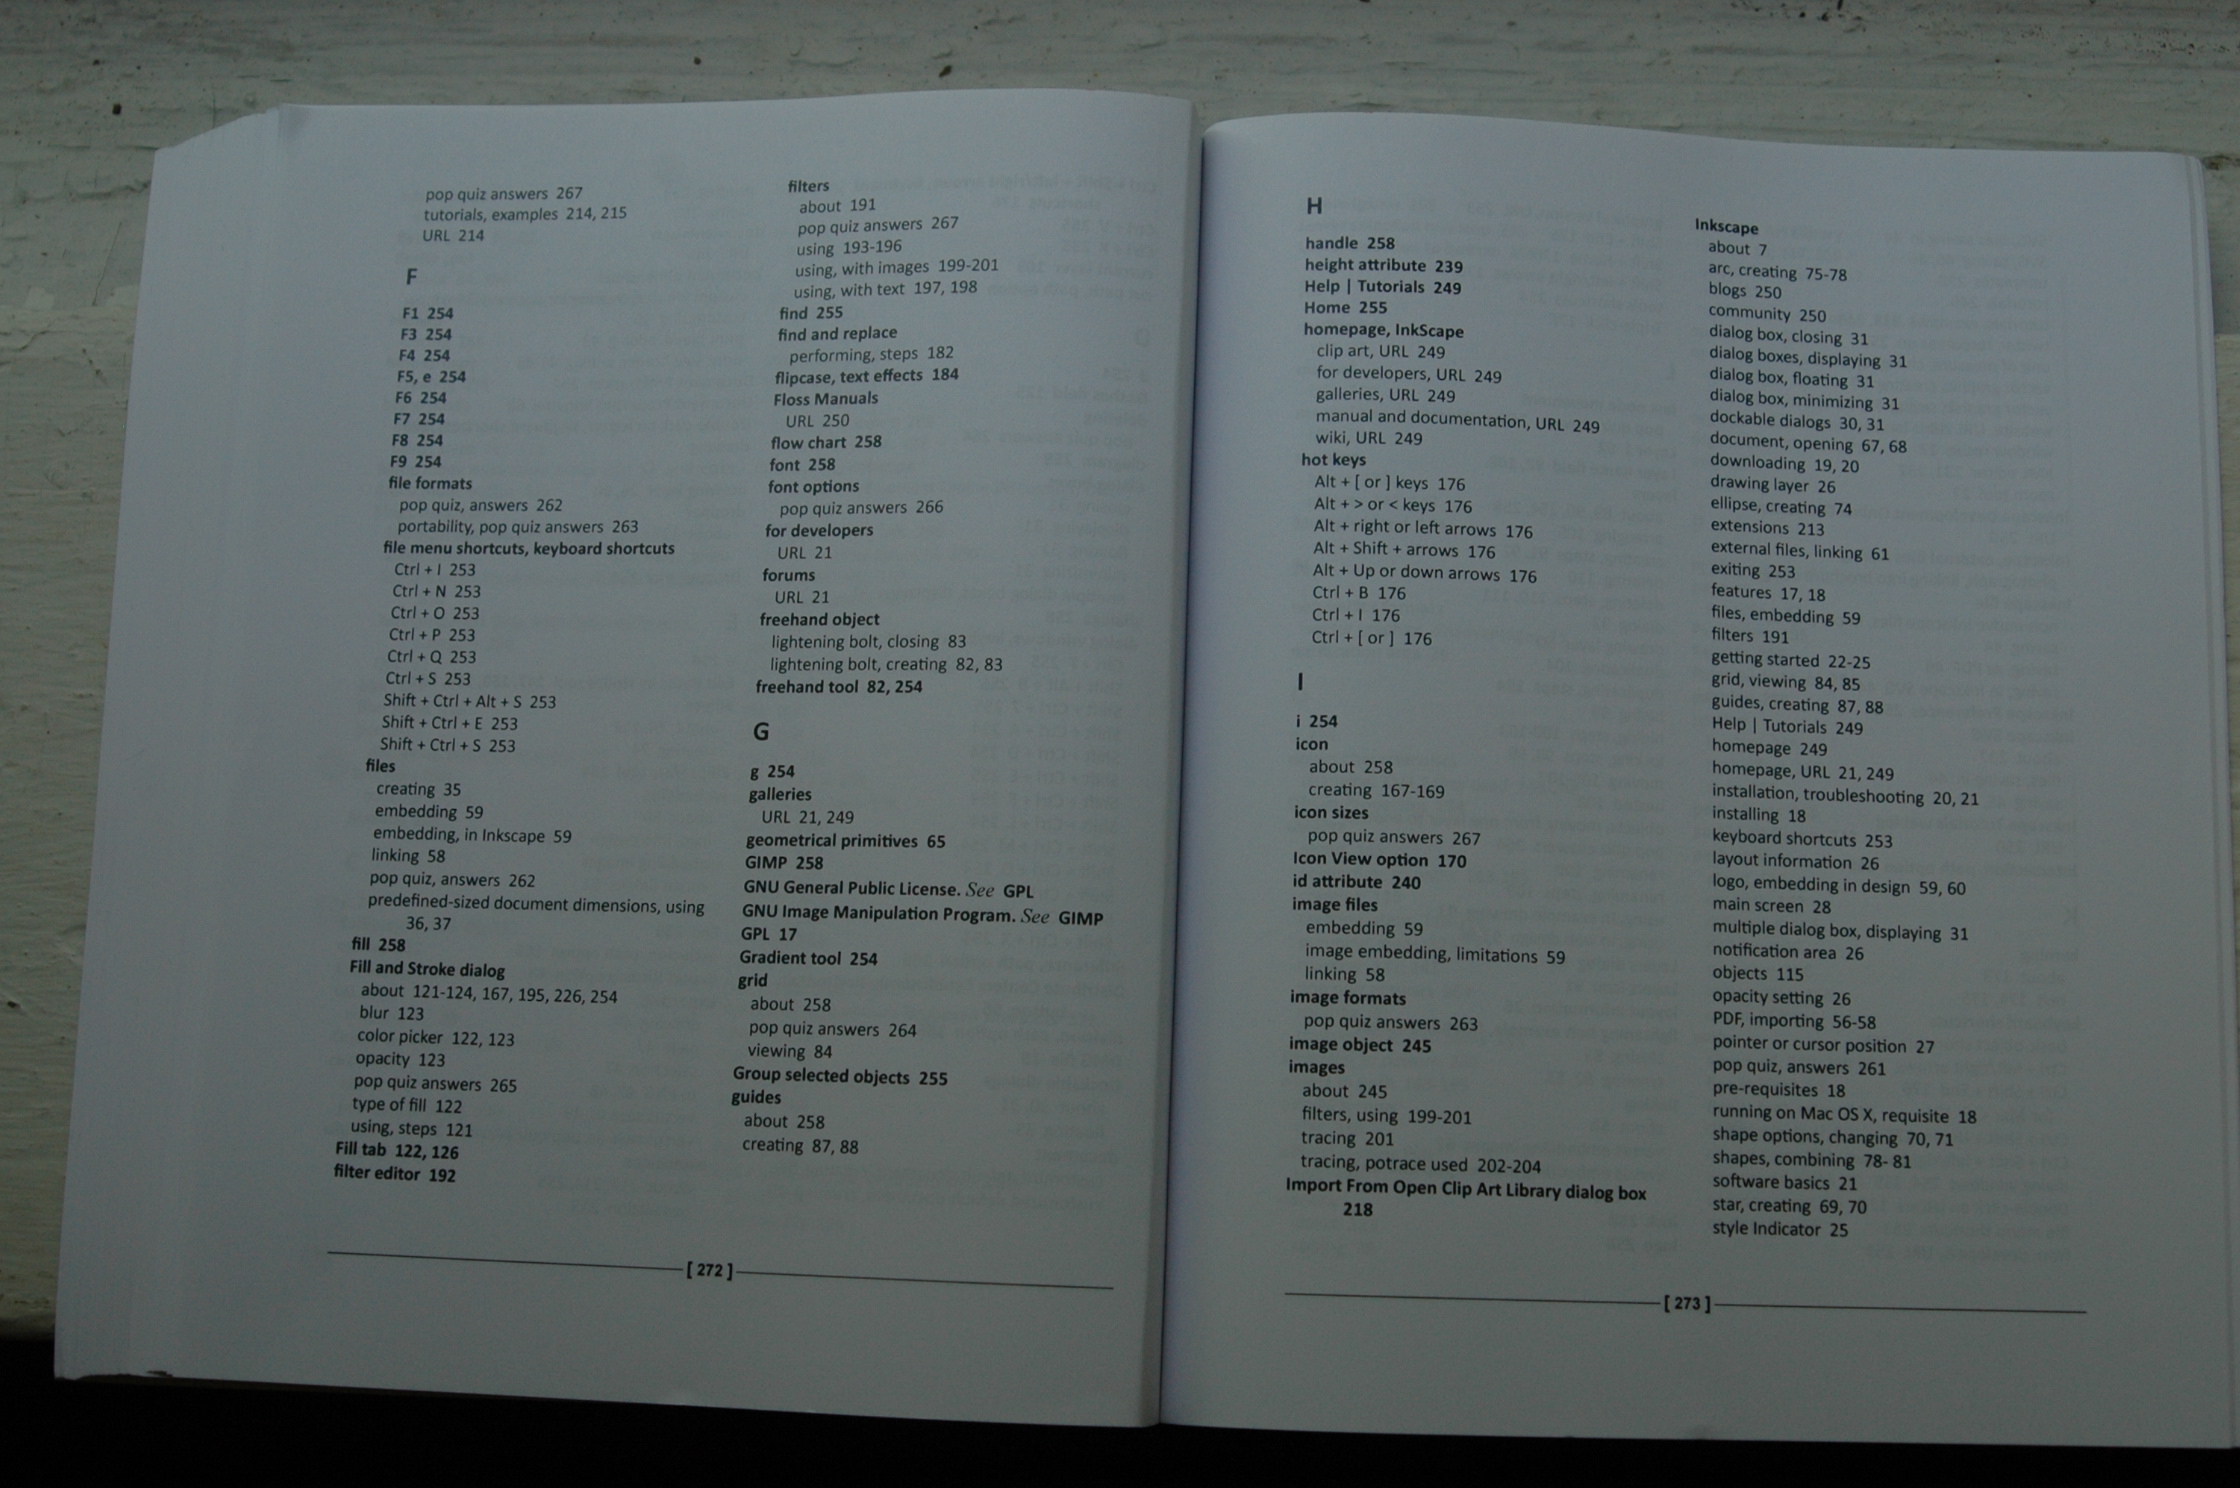 pop quiz answers 267
tutorials, examples 214, 215
URL 214
F
F1 254
F3 254
F4 254
F5, e 254
F6 254
F7 254
F8 254
F9 254
file formats
pop quiz, answers 262
portability, pop quiz answers 263
file menu shortcuts, keyboard shortcuts
Ctrl + I 253
Ctrl + N 253
Ctrl + O 253
Ctrl + P 253
Ctrl + Q 253
Ctrl + S 253
Shift + Ctrl + Alt + S 253
Shift + Ctrl + E 253
Shift + Ctrl + S 253
files
creating 35
embedding 59
embedding, in Inkscape 59
linking 58
pop quiz, answers 262
predefined-sized document dimensions, using
36, 37
fill 258
Fill and Stroke dialog
about 121-124, 167, 195, 226, 254
blur 123
color picker 122, 123
opacity 123
pop quiz answers 265
type of fill 122
using, steps 121
Fill tab 122, 126
filter editor 192
filters
about 191
pop quiz answers 267
using 193-196
using, with images 199-201
using, with text 197, 198
find 255
find and replace
performing, steps 182
flipcase, text effects 184
Floss Manuals
URL 250
flow chart 258
font 258
font options
pop quiz answers 266
for developers
URL 21
forums
URL 21
freehand object
lightening bolt, closing 83
lightening bolt, creating 82, 83
freehand tool 82, 254
G
g 254
galleries
URL 21, 249
geometrical primitives 65
GIMP 258
GNU General Public License. See GPL
GNU Image Manipulation Program. See GIMP
GPL 17
Gradient tool 254
grid
about 258
pop quiz answers 264
viewing 84
Group selected objects 255
guides
about 258
creating 87, 88
[ 272 ]
H
handle 258
height attribute 239
Help | Tutorials 249
Home 255
homepage, InkScape
clip art, URL 249
for developers, URL 249
galleries, URL 249
manual and documentation, URL 249
wiki, URL 249
hot keys
Alt + [ or ] keys 176
Alt + > or < keys 176
Alt + right or left arrows 176
Alt + Shift + arrows 176
Alt + Up or down arrows 176
Ctrl + B 176
Ctrl + I 176
Ctrl + [ or ] 176
I
i 254
icon
about 258
creating 167-169
icon sizes
pop quiz answers 267
Icon View option 170
id attribute 240
image files
embedding 59
image embedding, limitations 59
linking 58
image formats
pop quiz answers 263
image object 245
images
about 245
filters, using 199-201
tracing 201
tracing, potrace used 202-204
Import From Open Clip Art Library dialog box
218
Inkscape
about 7
arc, creating 75-78
blogs 250
community 250
dialog box, closing 31
dialog boxes, displaying 31
dialog box, floating 31
dialog box, minimizing 31
dockable dialogs 30, 31
document, opening 67, 68
downloading 19, 20
drawing layer 26
ellipse, creating 74
extensions 213
external files, linking 61
exiting 253
features 17, 18
files, embedding 59
filters 191
getting started 22-25
grid, viewing 84, 85
guides, creating 87, 88
Help | Tutorials 249
homepage 249
homepage, URL 21, 249
installation, troubleshooting 20, 21
installing 18
keyboard shortcuts 253
layout information 26
logo, embedding in design 59, 60
main screen 28
multiple dialog box, displaying 31
notification area 26
objects 115
opacity setting 26
PDF, importing 56-58
pointer or cursor position 27
pop quiz, answers 261
pre-requisites 18
running on Mac OS X, requisite 18
shape options, changing 70, 71
shapes, combining 78- 81
software basics 21
star, creating 69, 70
style Indicator 25
[ 273 ]